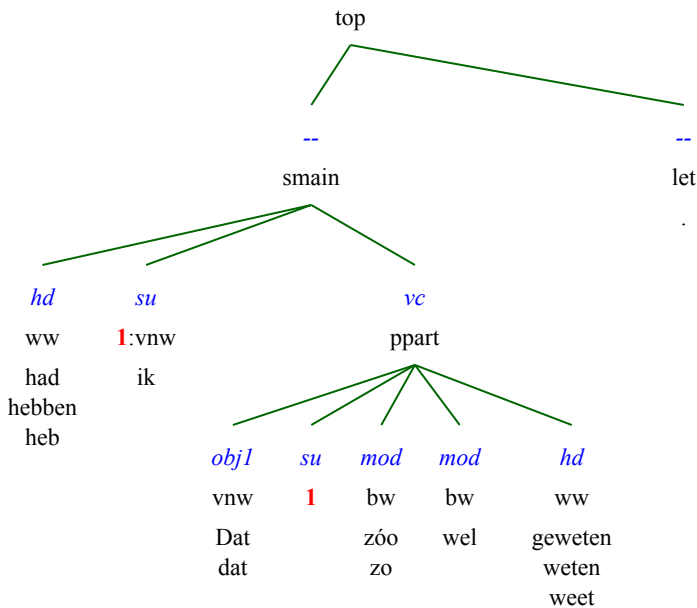 top
-- --
smain let
.
hd su vc
ww 1:vnw ppart
had ik
hebben
heb
obj1 su mod mod hd
vnw 1 bw bw ww
Dat zóo wel geweten
dat zo weten
weet